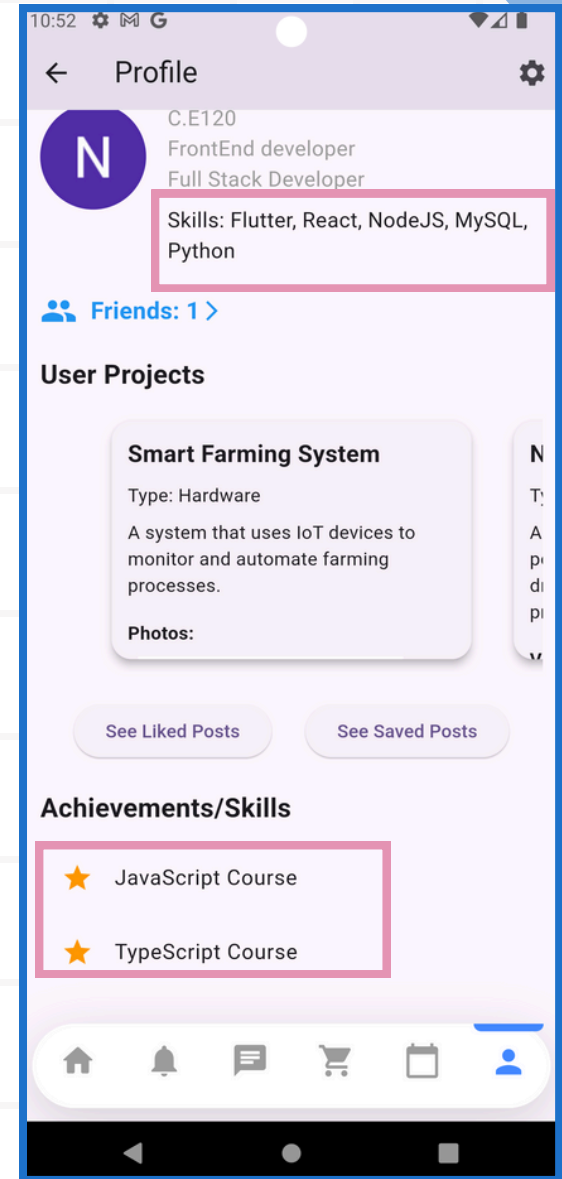 10:52 G
Profile
N
C.E120
FrontEnd developer
Full Stack Developer
Skills: Flutter, React, NodeJS, MySQL,
Python
Friends: 1 >
User Projects
Smart Farming System
Type: Hardware
A system that uses IoT devices to
monitor and automate farming
processes.
Photos:
N
A
See Liked Posts
See Saved Posts
Achievements/Skills
JavaScript Course
TypeScript Course